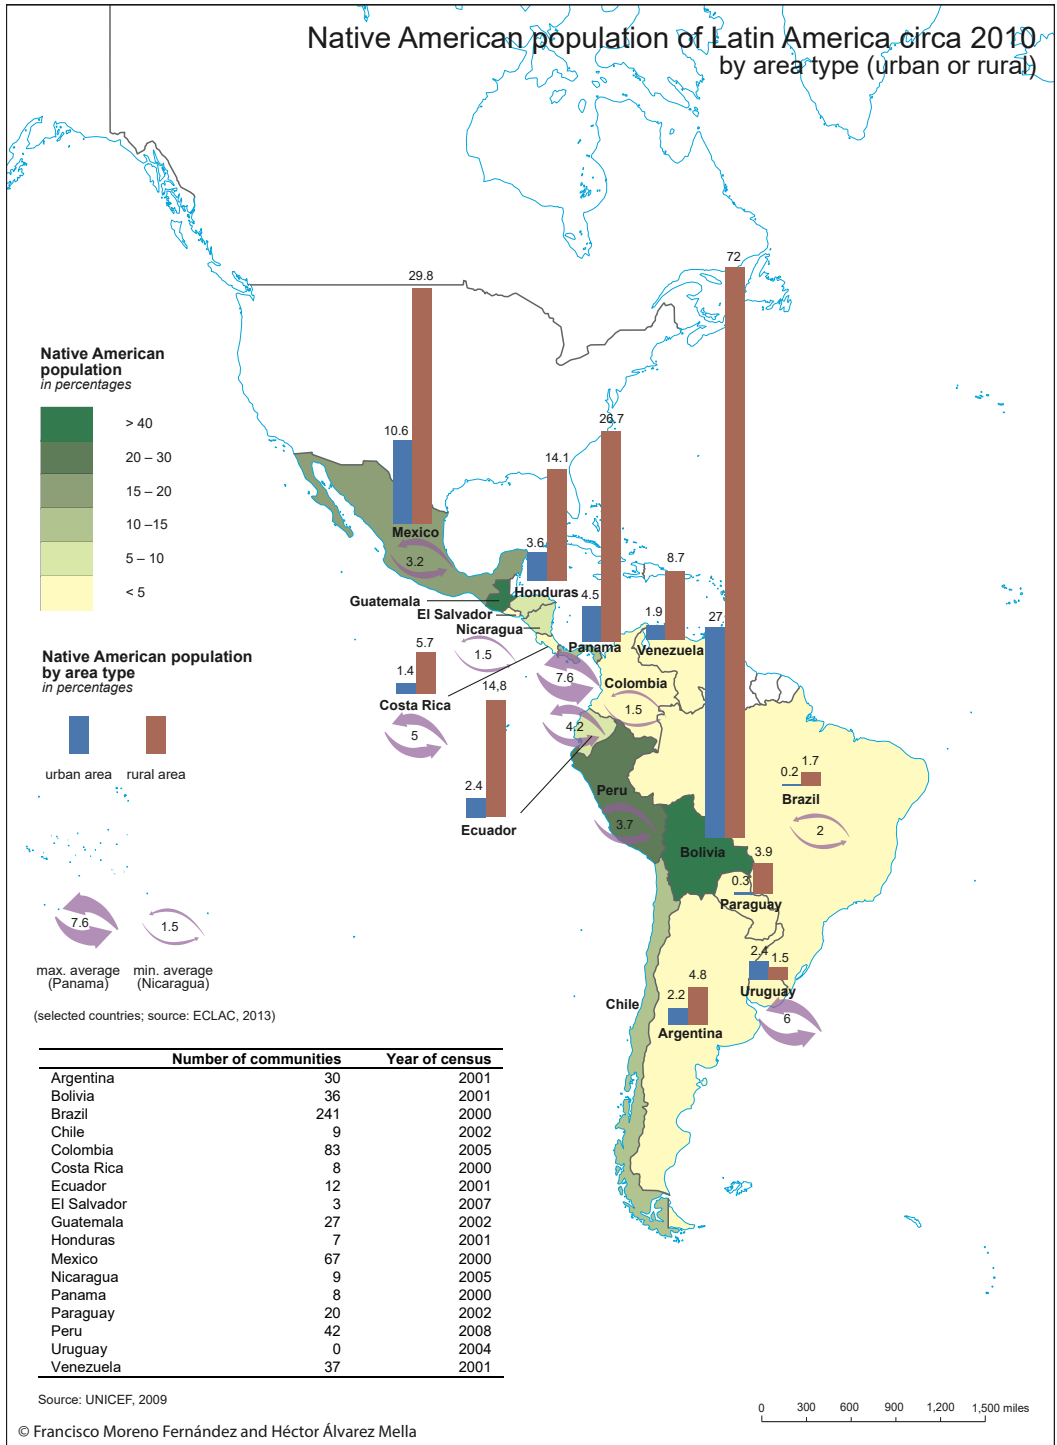 Native American population of Latin America circa 2010
by area type (urban or rural)
72
29.8
Native American
population
in percentages
> 40
20 – 30
15 – 20
10 –15
5 – 10
< 5
26.7
10.6
14.1
Mexico
3.6
3.2
8.7
Honduras
4.5
Guatemala
1.9
27
El Salvador
Nicaragua
Panama
Venezuela
5.7
1.5
1.4
7.6
Colombia
14,8
Costa Rica
1.5
5
4.2
Native American population
by area type
in percentages
urban area
rural area
2.4
1.7
0.2
Peru
Brazil
Ecuador
3.7
2
Bolivia
3.9
0.3
Paraguay
7.6
1.5
max. average
(Panama)
min. average
(Nicaragua)
(selected countries; source: ECLAC, 2013)
2.4
1.5
4.8
Uruguay
2.2
Chile
6
Argentina
Number of communities Year of census
Argentina 30 2001
Bolivia 36 2001
Brazil 241 2000
Chile 9 2002
Colombia 83 2005
Costa Rica 8 2000
Ecuador 12 2001
El Salvador 3 2007
Guatemala 27 2002
Honduras 7 2001
Mexico 67 2000
Nicaragua 9 2005
Panama 8 2000
Paraguay 20 2002
Peru 42 2008
Uruguay 0 2004
Venezuela 37 2001
Source: UNICEF, 2009
0 300 600 900 1,200 1,500 miles
© Francisco Moreno Fernández and Héctor Álvarez Mella